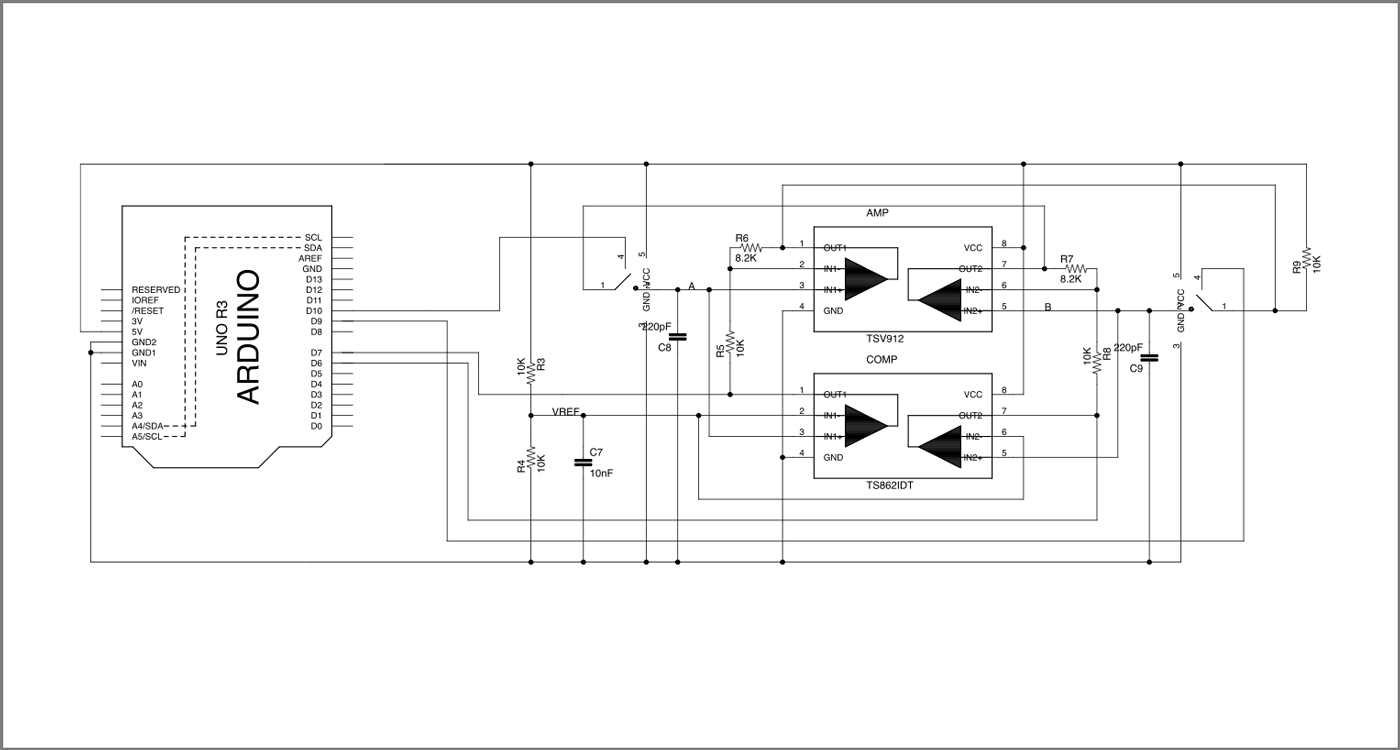 SCL
SDA
AREF
GND
D13
D12
D11
D10
D9
D8
D7
D6
D5
D4
D3
D2
D1
D0
RESERVED
IOREF
/RESET
3V
5V
GND2
GND1
VIN
A0
A1
A2
A3
A4/SDA
A5/SCL
UNO R3
ARDUINO
10K
R3
R4
10K
VREF
C7
10nF
1
4
5
VCC
GND
3
A
220pF
C8
R6
8.2K
R5
10K
AMP
1 OUT1
2 IN1-
3 IN1+
4 GND
VCC 8
OUT2 7
IN2- 6
IN2+ 5
TSV912
COMP
1 OUT1
2 IN1-
3 IN1+
4 GND
VCC 8
OUT2 7
IN2- 6
IN2+ 5
TS862IDT
R7
8.2K
B
10K
R8
220pF
C9
5
4
VCC
GND
1
3
R9
10K